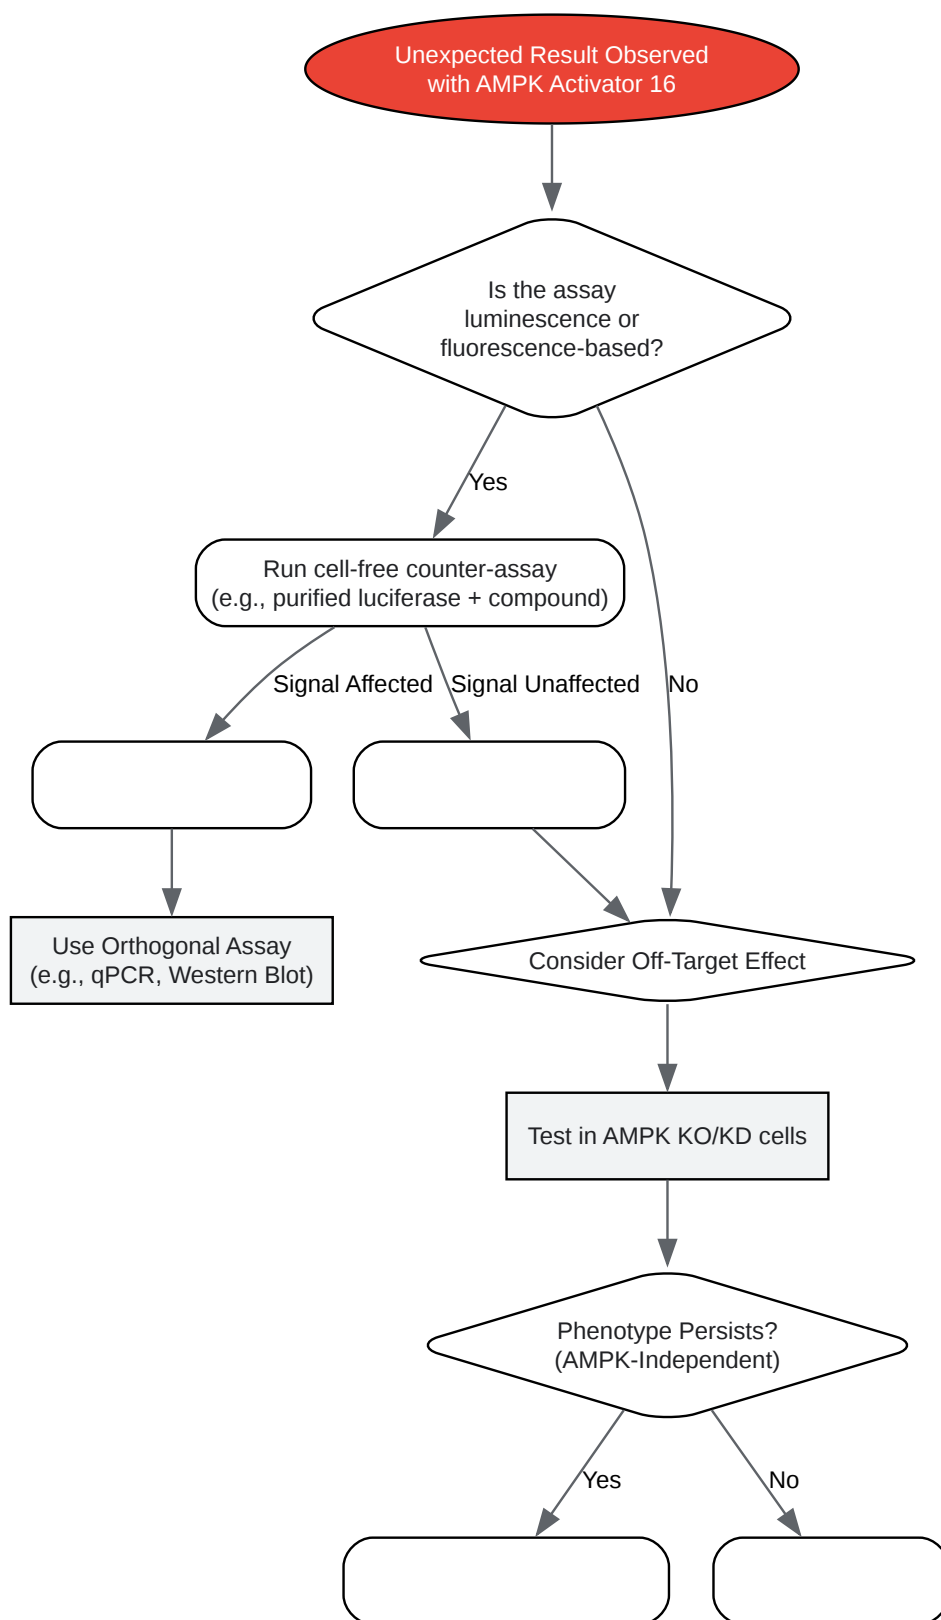 Unexpected Result Observed
with AMPK Activator 16
Is the assay
luminescence or
fluorescence-based?
Yes
Run cell-free counter-assay
(e.g., purified luciferase + compound)
Signal Affected
Signal Unaffected
No
Use Orthogonal Assay
(e.g., qPCR, Western Blot)
Consider Off-Target Effect
Test in AMPK KO/KD cells
Phenotype Persists?
(AMPK-Independent)
Yes
No